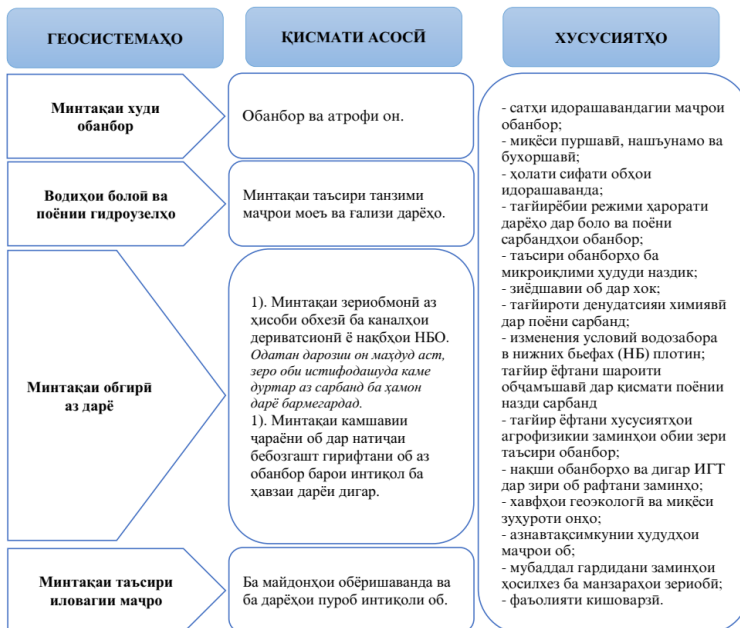 ГЕОСИСТЕМАҲО
ҚИСМАТИ АСОСӢ
ХУСУСИЯТҲО
Минтақаи худи
обанбор
Обанбор ва атрофи он.
Водиҳои болоӣ ва
поёнии гидроузелҳо
Минтақаи таъсири танзими
маҷрои моеъ ва ғализи дарёҳо.
Минтақаи обгирӣ
аз дарё
1). Минтақаи зериобмонӣ аз
ҳисоби обхезӣ ба каналҳои
деривaтсионӣ ё нақбҳои НБО.
Одатан дарозии он маҳдуд аст,
зеро оби истифодашуда каме
дуртар аз сарбанд ба ҳамон
дарё бармегардад.
1). Минтақаи камшавии
ҷараёни об дар натиҷаи
бебозгашт гирифтани об аз
обанбор барои интиқол ба
ҳавзаи дарёи дигар.
Минтақаи таъсири
иловагии маҷро
Ба майдонҳои обёришаванда ва
ба дарёҳои пуроб интиқоли об.
- сатҳи идорашавандагии маҷрои
обанбор;
- миқёси пуршавӣ, нашъунамо ва
бухоршавӣ;
- ҳолати сифати обҳои
идорашаванда;
- тағйирёбии режими ҳарорати
дарёҳо дар боло ва поёни
сарбандҳои обанбор;
- таъсири обанборҳо ба
микроиқлими ҳудуди наздик;
- зиёдшавии об дар хок;
- тағйироти денудатсияи химиявӣ
дар поёни сарбанд;
- изменения условий водозабора
в нижних бьефах (НБ) плотин;
тағйир ёфтани шароити
обҷамъшавӣ дар қисмати поёнии
назди сарбанд
- тағйир ёфтани хусусиятҳои
агрофизикии заминҳои обии зери
таъсири обанбор;
- нақши обанборҳо ва дигар ИГТ
дар зири об рафтани заминҳо;
- хавфҳои геоэкологӣ ва миқёси
зуҳуроти онҳо;
- азнавтақсимкунии ҳудудҳои
маҷрои об;
- мубаддал гардидани заминҳои
ҳосилхез ба манзараҳои зериобӣ;
- фаъолияти кишоварзӣ.